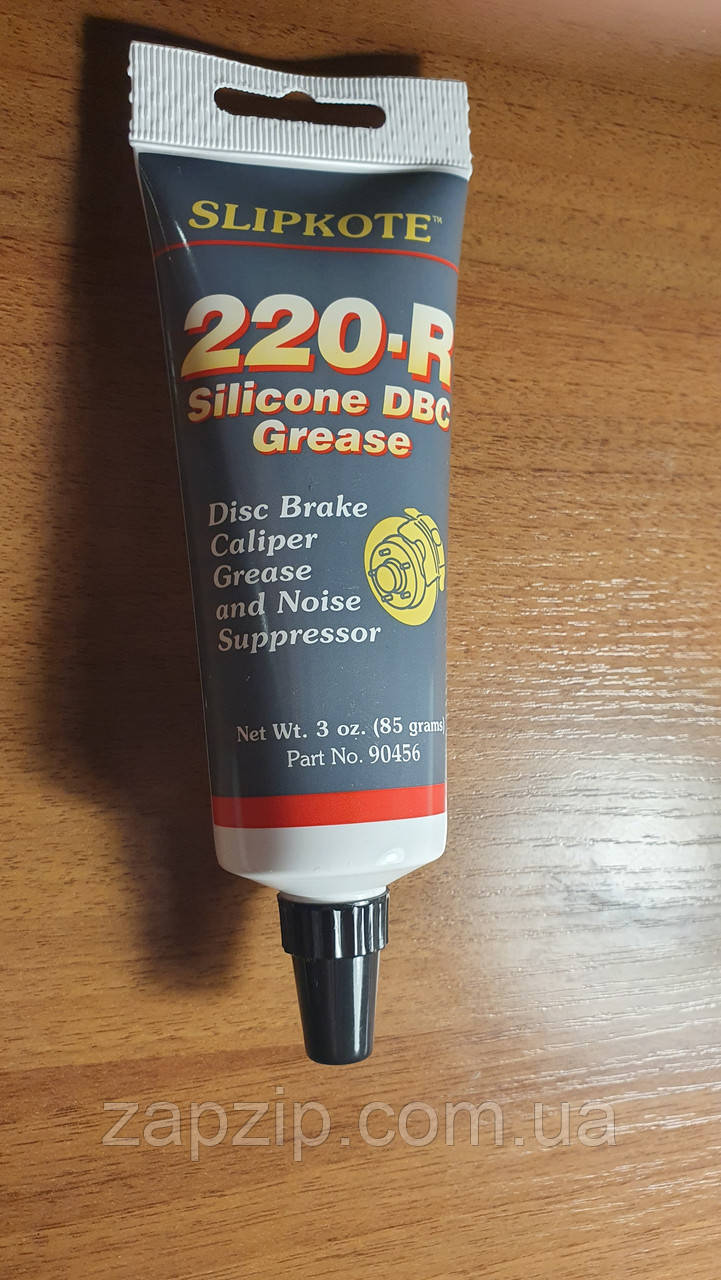 SLIPKOTE™
220-R
Silicone DBC
Grease
Disc Brake
Caliper
Grease
and Noise
Suppressor
Net Wt. 3 oz. (85 grams)
Part No. 90456
zapzip.com.ua